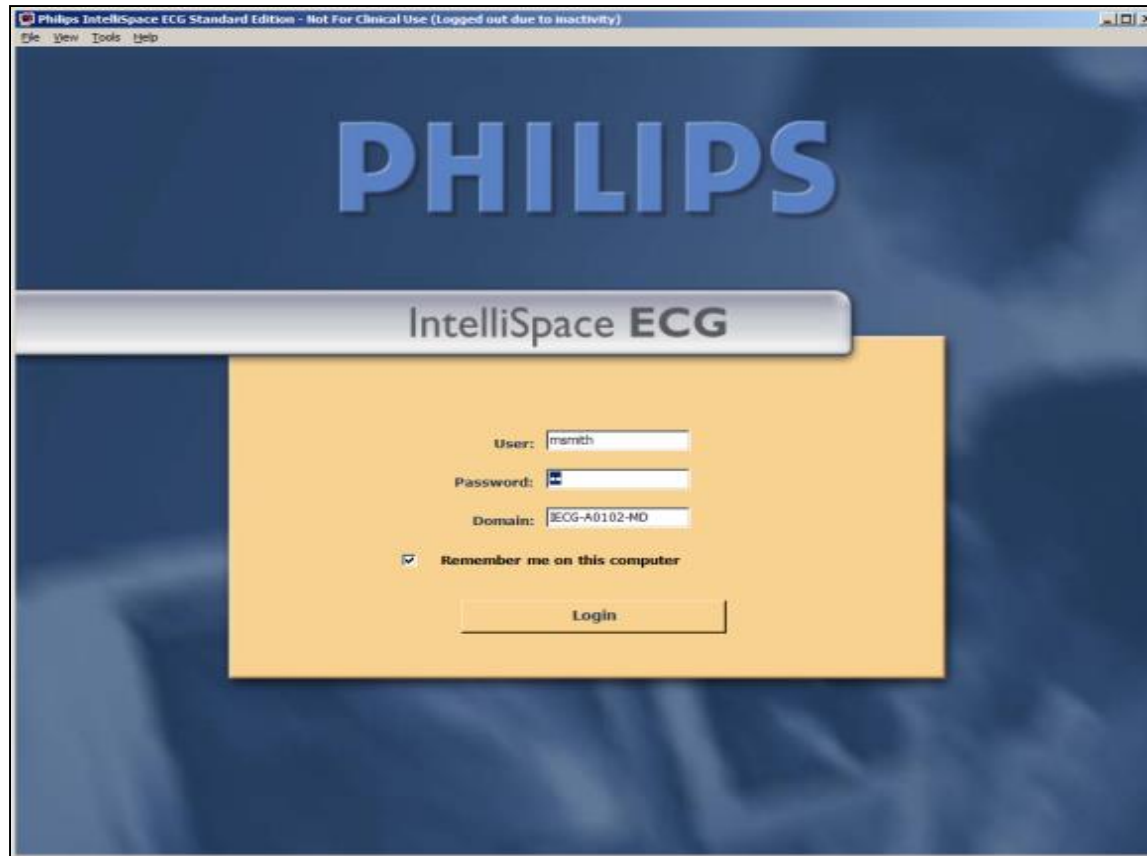 Philips IntelliSpace ECG Standard Edition - Not For Clinical Use (Logged out due to inactivity)
File View Tools Help
PHILIPS
IntelliSpace ECG
User: msmith
Password:
Domain: IECG-A0102-MD
Remember me on this computer
Login